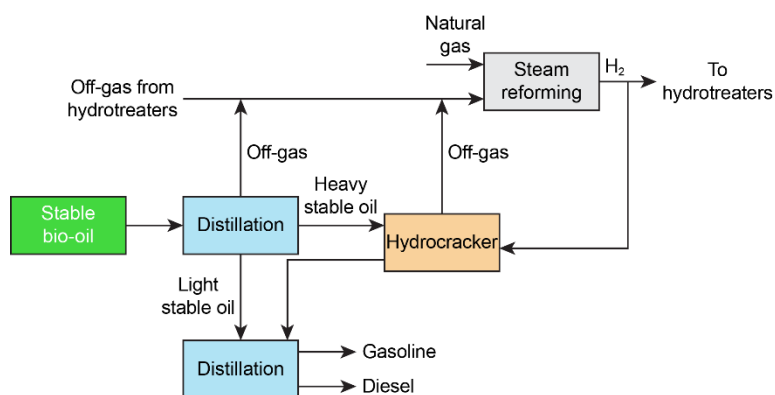 Natural
gas
Steam
reforming
H₂
To
hydrotreaters
Off-gas from
hydrotreaters
Off-gas
Off-gas
Heavy
stable oil
Stable
bio-oil
Distillation
Hydrocracker
Light
stable oil
Distillation
Gasoline
Diesel